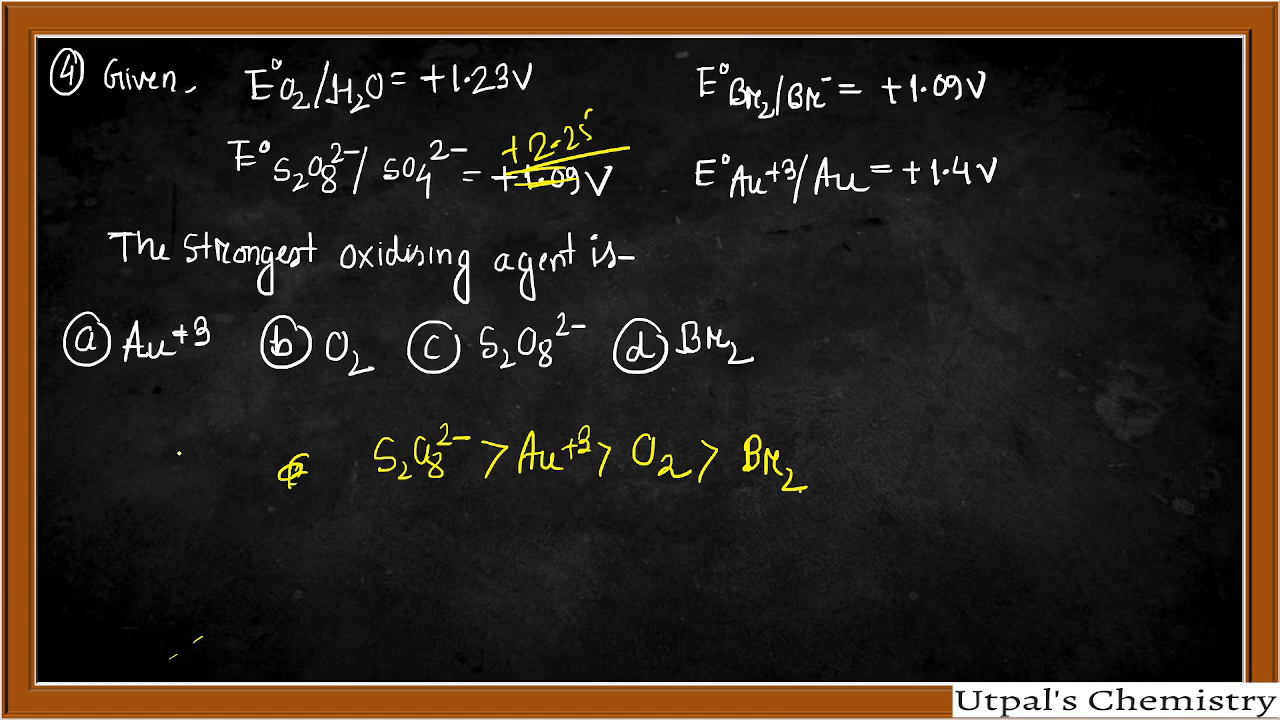 ④ Given, E°O₂/H₂O = +1.23V E°Br₂/Br⁻ = +1.09V
+2.25
E°S₂O₈²⁻/SO₄²⁻ = +1.09V E°Au⁺³/Au = +1.4V
The strongest oxidising agent is-
ⓐ Au⁺³ ⓑ O₂ ⓒ S₂O₈²⁻ ⓓ Br₂
S₂O₈²⁻ > Au⁺³ > O₂ > Br₂
Utpal's Chemistry